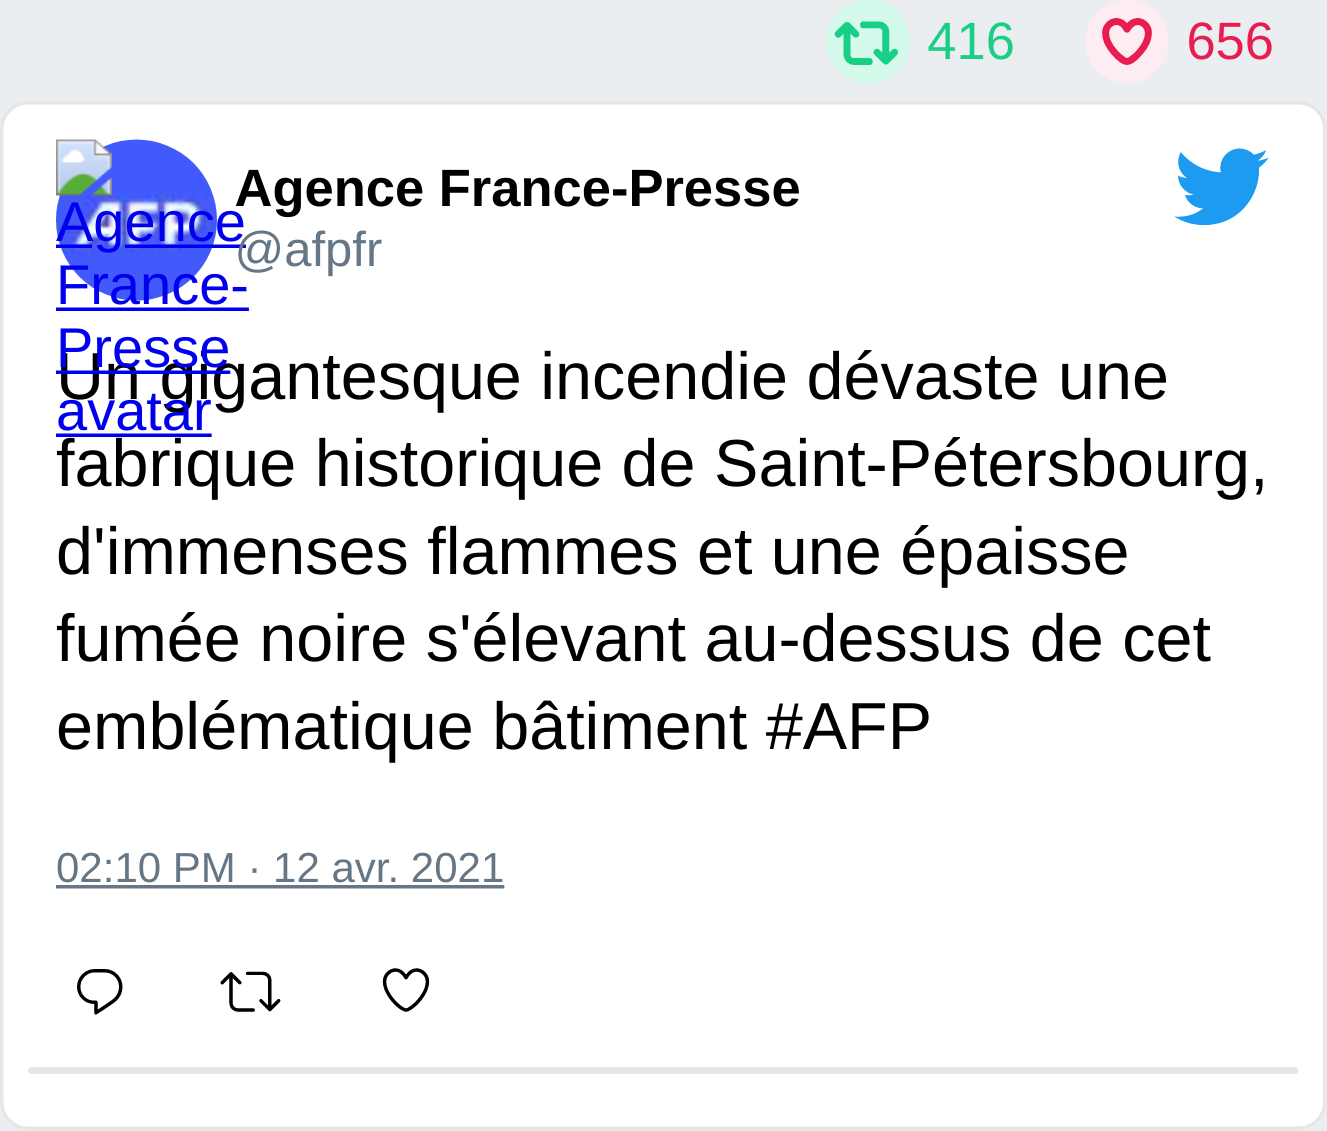 416 656
Agence France-Presse
@afpfr
AFP
Agence
France-
Presse
avatar
Un gigantesque incendie dévaste une
fabrique historique de Saint-Pétersbourg,
d'immenses flammes et une épaisse
fumée noire s'élevant au-dessus de cet
emblématique bâtiment #AFP
02:10 PM · 12 avr. 2021